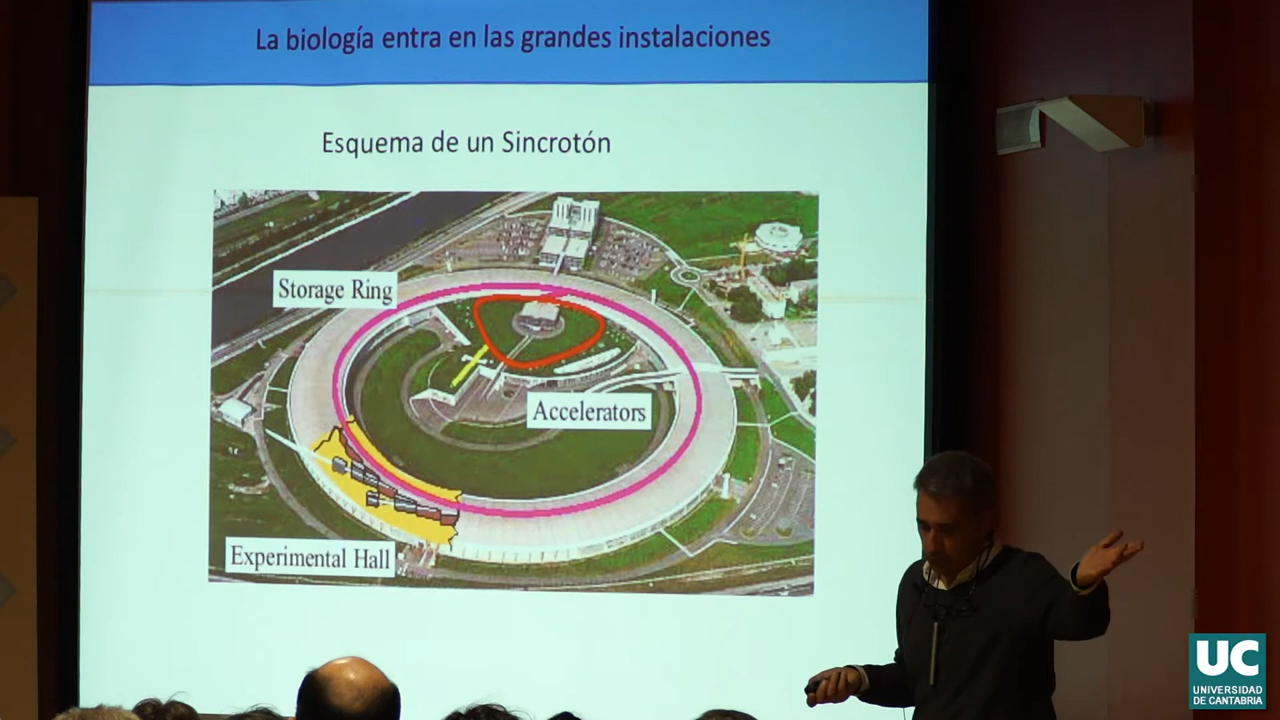 La biología entra en las grandes instalaciones
Esquema de un Sincrotón
Storage Ring
Accelerators
Experimental Hall
UC
UNIVERSIDAD
DE CANTABRIA